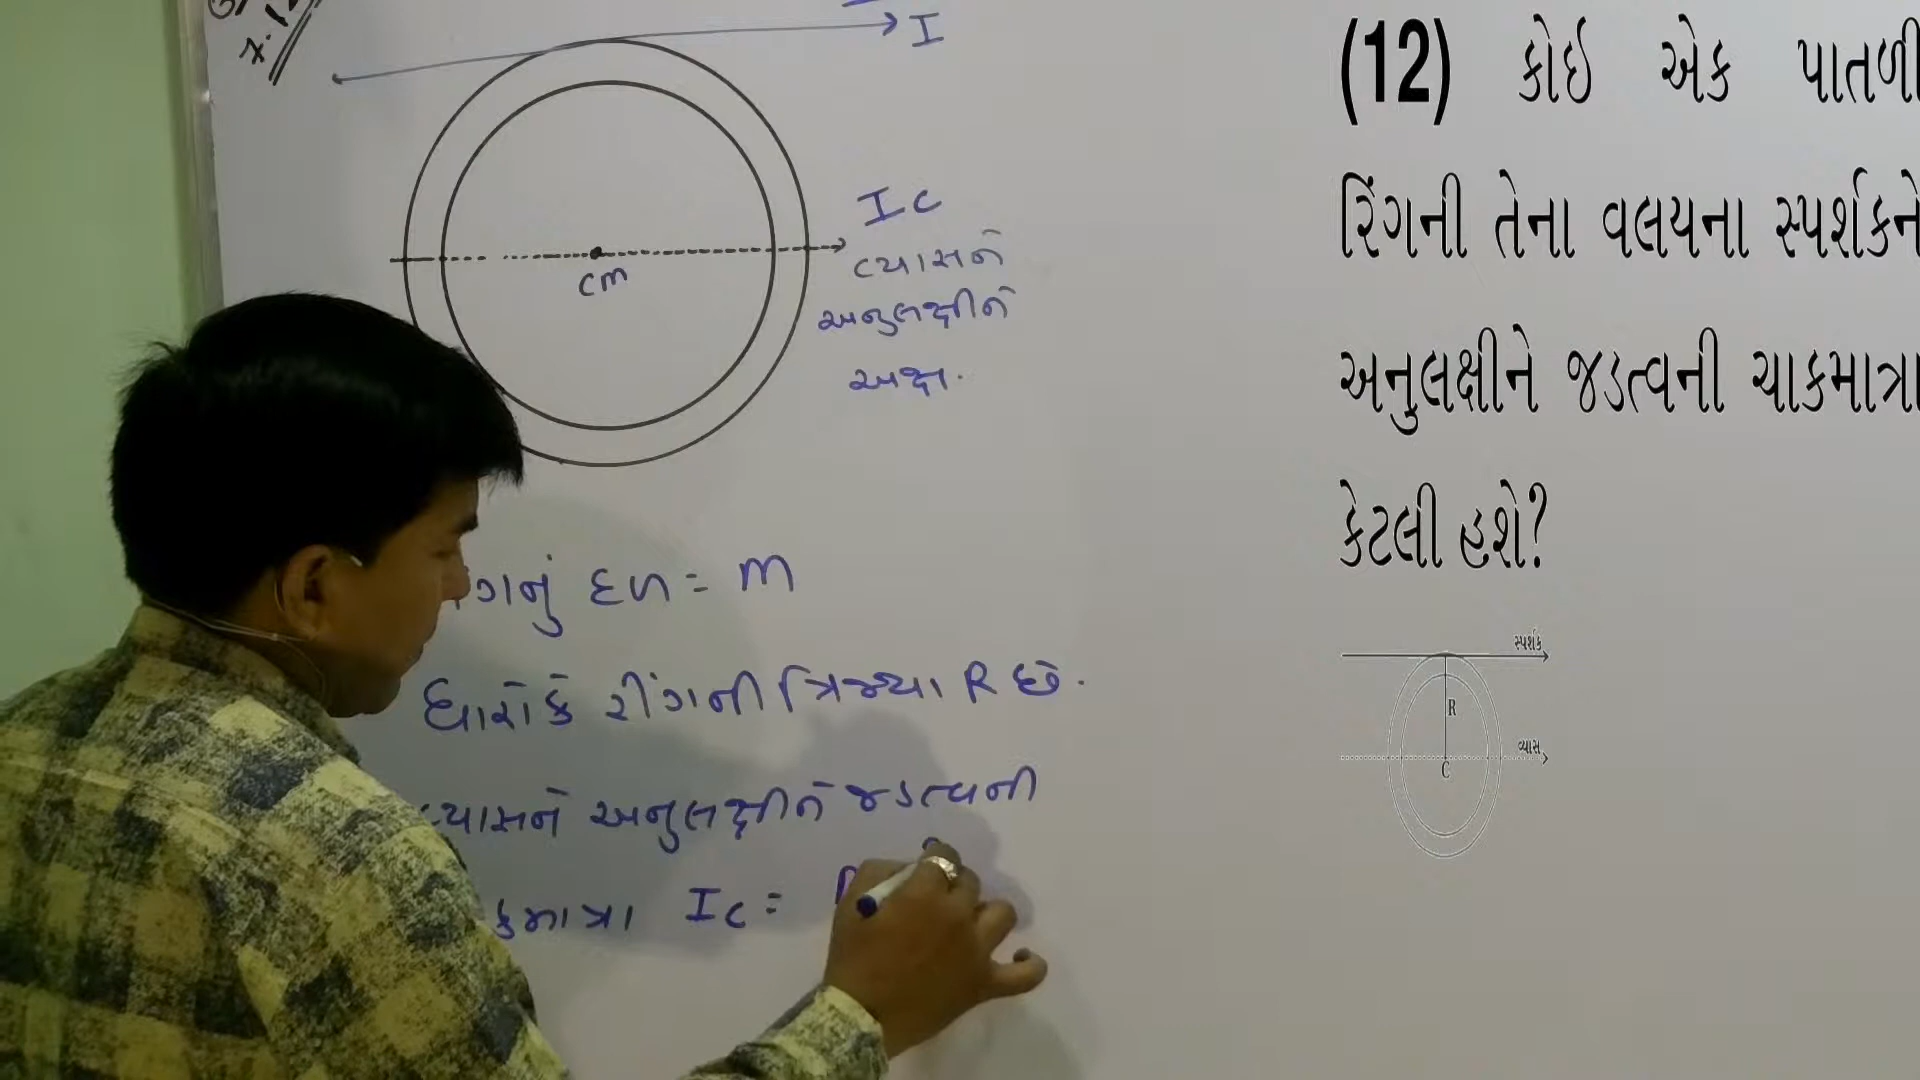 I
Ic
વ્યાસને
અનુલક્ષીને
અક્ષ.
cm
ગનું દળ = M
ધારોકે રીંગની ત્રિજ્યા R છે.
વ્યાસને અનુલક્ષીને જડત્વની
કમાત્રા Ic =
(12) કોઇ એક પાતળી
રિંગની તેના વલયના સ્પર્શકને
અનુલક્ષીને જડત્વની ચાકમાત્રા
કેટલી હશે?
સ્પર્શક
R
વ્યાસ
C